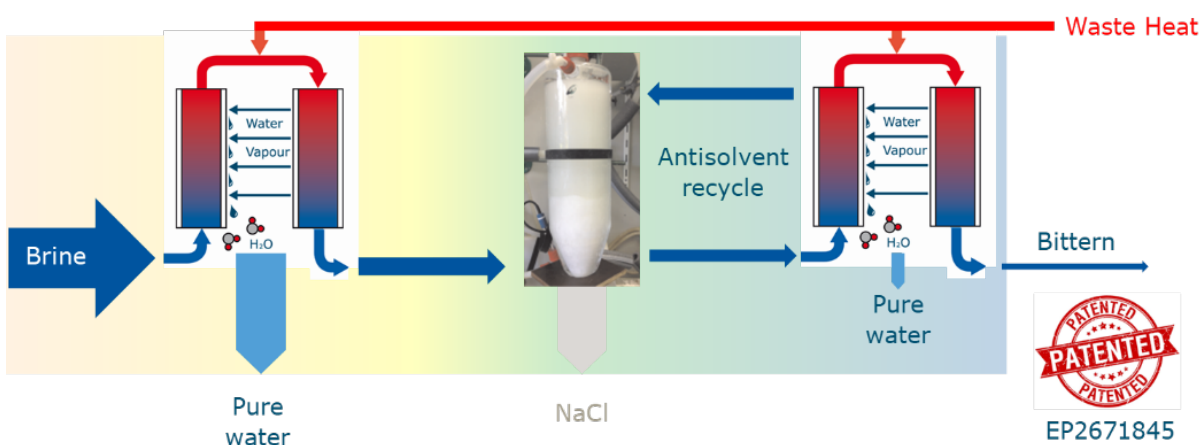 Waste Heat
Water
Vapour
H₂O
Brine
Pure
water
Antisolvent
recycle
NaCl
Water
Vapour
H₂O
Pure
water
Bittern
PATENTED
PATENTED
PATENTED
EP2671845